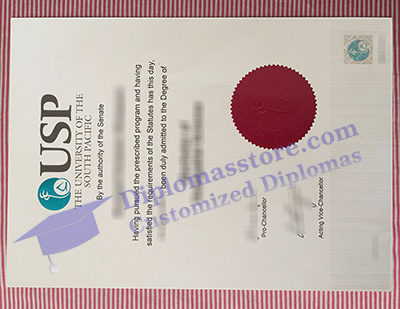 USP
THE UNIVERSITY OF THE
SOUTH PACIFIC
By the authority of the Senate
Having pursued the prescribed program and having
satisfied the requirements of the Statutes has this day,
been duly admitted to the Degree of
Pro-Chancellor
Acting Vice-Chancellor
Diplomasstore.com
Customized Diplomas